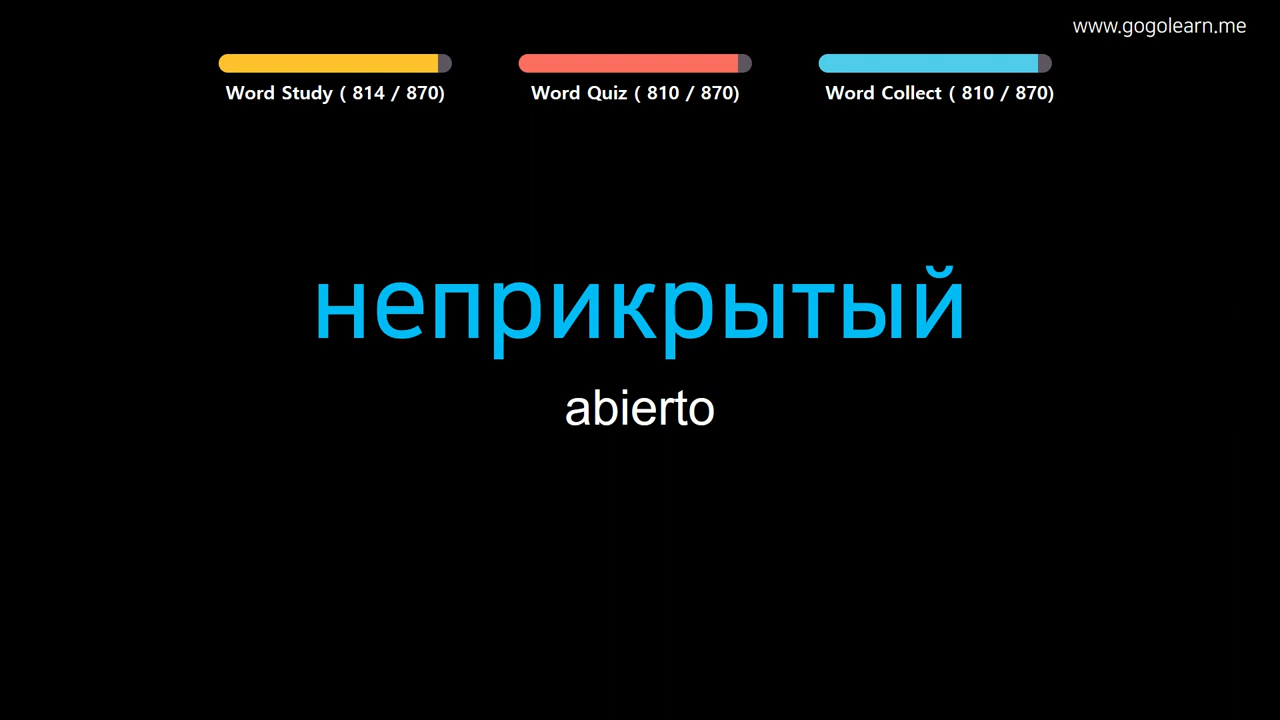 www.gogolearn.me
Word Study ( 814 / 870)
Word Quiz ( 810 / 870)
Word Collect ( 810 / 870)
неприкрытый
abierto